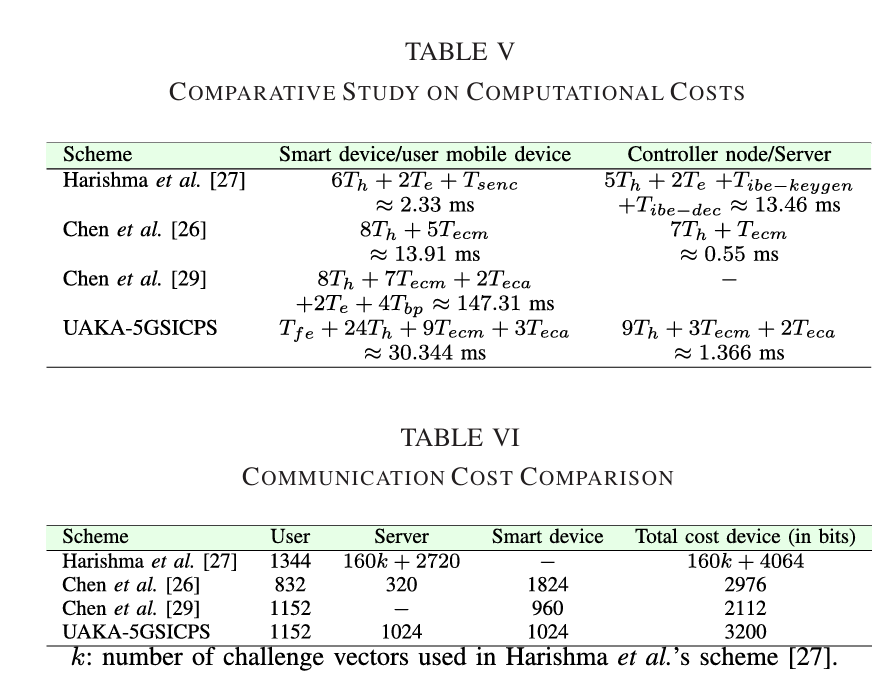 TABLE V
COMPARATIVE STUDY ON COMPUTATIONAL COSTS
Scheme Smart device/user mobile device Controller node/Server
Harishma et al. [27] 6T_h + 2T_e + T_{senc} 5T_h + 2T_e +T_{ibe−keygen}
≈ 2.33 ms +T_{ibe−dec} ≈ 13.46 ms
Chen et al. [26] 8T_h + 5T_{ecm} 7T_h + T_{ecm}
≈ 13.91 ms ≈ 0.55 ms
Chen et al. [29] 8T_h + 7T_{ecm} + 2T_{eca} −
+2T_e + 4T_{bp} ≈ 147.31 ms
UAKA-5GSICPS T_{fe} + 24T_h + 9T_{ecm} + 3T_{eca} 9T_h + 3T_{ecm} + 2T_{eca}
≈ 30.344 ms ≈ 1.366 ms
TABLE VI
COMMUNICATION COST COMPARISON
Scheme User Server Smart device Total cost device (in bits)
Harishma et al. [27] 1344 160k + 2720 − 160k + 4064
Chen et al. [26] 832 320 1824 2976
Chen et al. [29] 1152 − 960 2112
UAKA-5GSICPS 1152 1024 1024 3200
k: number of challenge vectors used in Harishma et al.'s scheme [27].